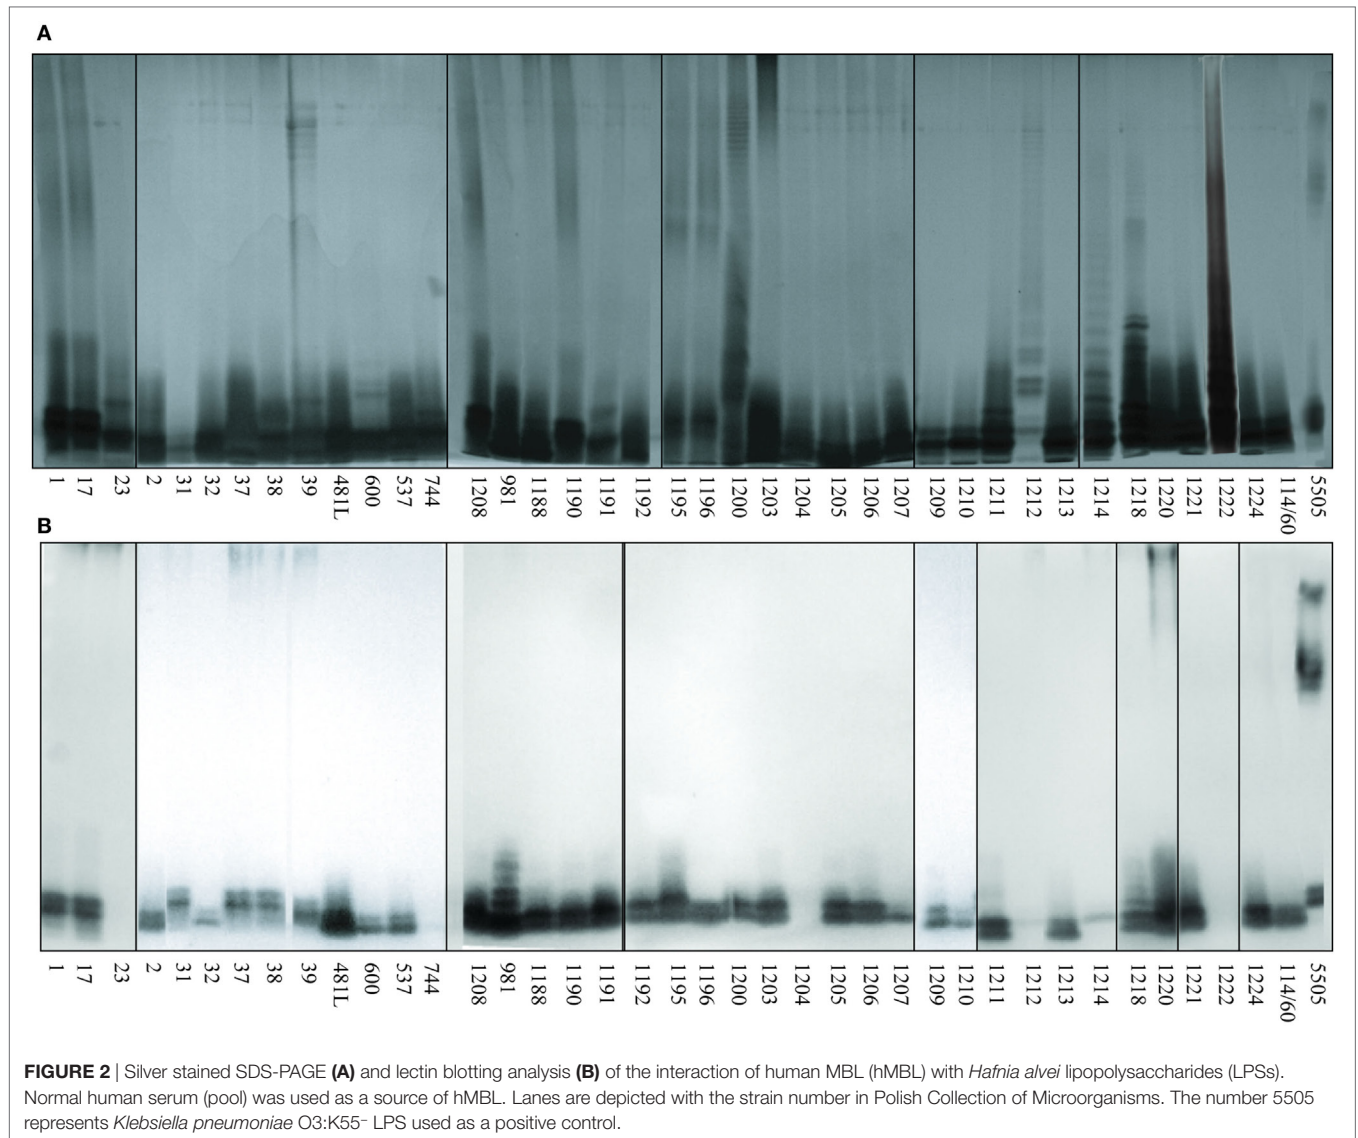 A
1 17 23 2 31 32 37 38 39 481L 600 537 744 1208 981 1188 1190 1191 1192 1195 1196 1200 1203 1204 1205 1206 1207 1209 1210 1211 1212 1213 1214 1218 1220 1221 1222 1224 114/60 5505
B
1 17 23 2 31 32 37 38 39 481L 600 537 744 1208 981 1188 1190 1191 1192 1195 1196 1200 1203 1204 1205 1206 1207 1209 1210 1211 1212 1213 1214 1218 1220 1221 1222 1224 114/60 5505
FIGURE 2 | Silver stained SDS-PAGE (A) and lectin blotting analysis (B) of the interaction of human MBL (hMBL) with Hafnia alvei lipopolysaccharides (LPSs).
Normal human serum (pool) was used as a source of hMBL. Lanes are depicted with the strain number in Polish Collection of Microorganisms. The number 5505
represents Klebsiella pneumoniae O3:K55⁻ LPS used as a positive control.